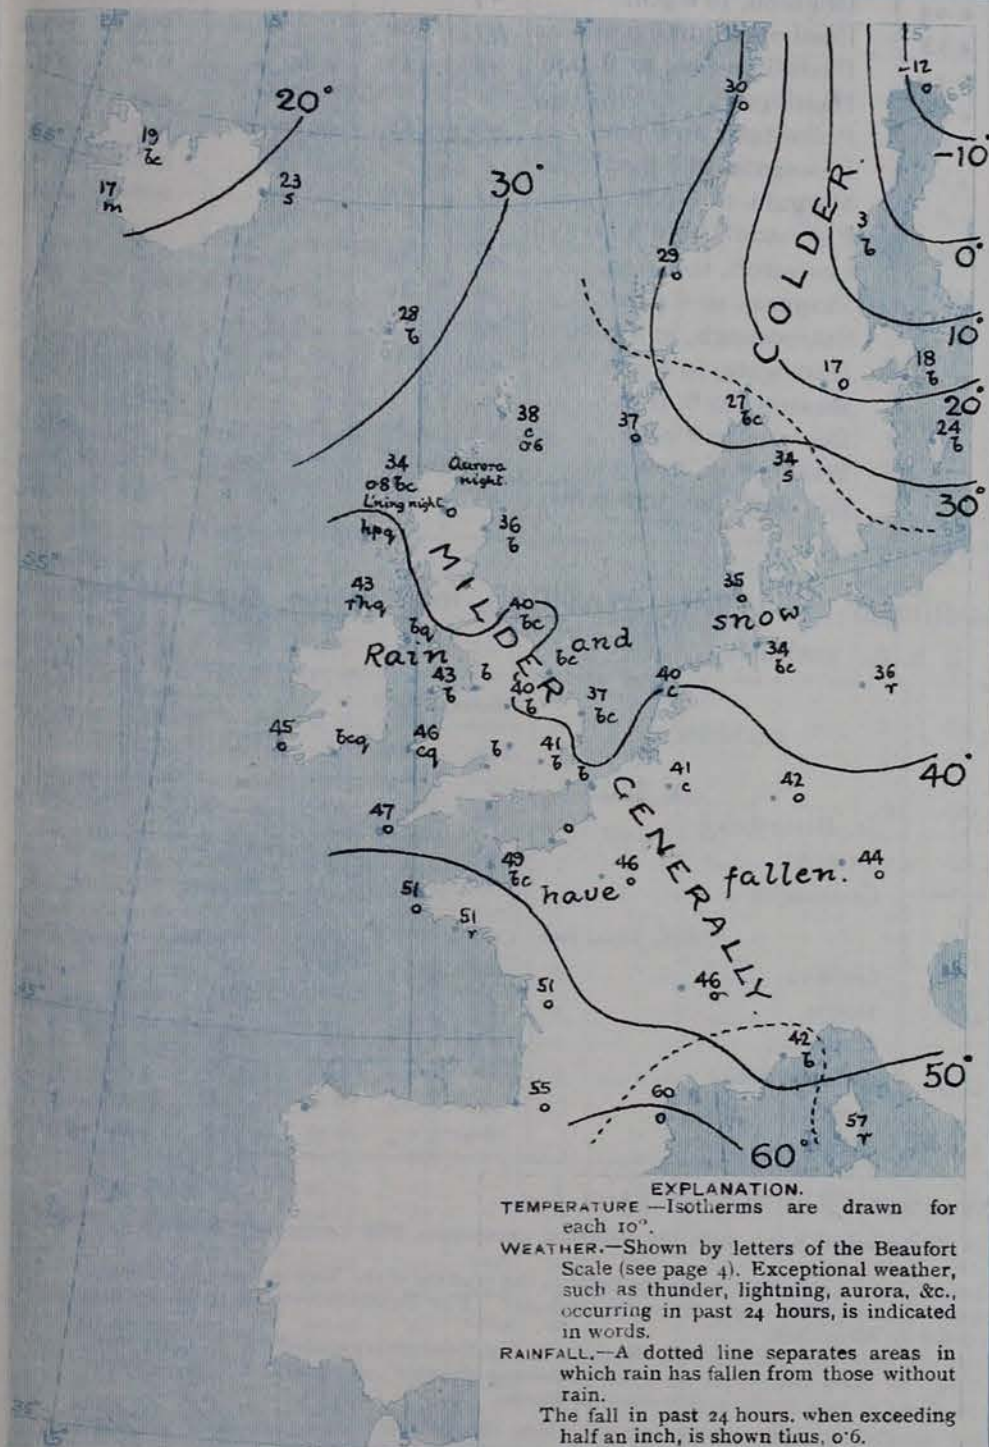 20°
30°
-12
-10°
30
19
bc
17
m
23
s
3
b
COLDER
0°
29
28
b
10°
17
o
18
b
20°
27
bc
37
o
38
c
0·6
24
b
34
s
30°
34
0·8 bc
Aurora
night.
L'ning night
o
hpq
36
b
MILDER
43
rhq
bq
40
bc
35
o
snow
and
bc
34
bc
Rain
43
b
b
40
b
37
bc
40
c
36
r
45
o
bcq
46
cq
b
41
b
b
40°
GENERALLY
41
c
42
o
47
o
o
49
bc
46
o
have
fallen.
44
o
51
o
51
r
51
o
46
42
b
50°
55
o
60
o
57
r
60°
EXPLANATION.
TEMPERATURE—Isotherms are drawn for
each 10°.
WEATHER.—Shown by letters of the Beaufort
Scale (see page 4). Exceptional weather,
such as thunder, lightning, aurora, &c.,
occurring in past 24 hours, is indicated
in words.
RAINFALL.—A dotted line separates areas in
which rain has fallen from those without
rain.
The fall in past 24 hours. when exceeding
half an inch, is shown thus, 0·6.